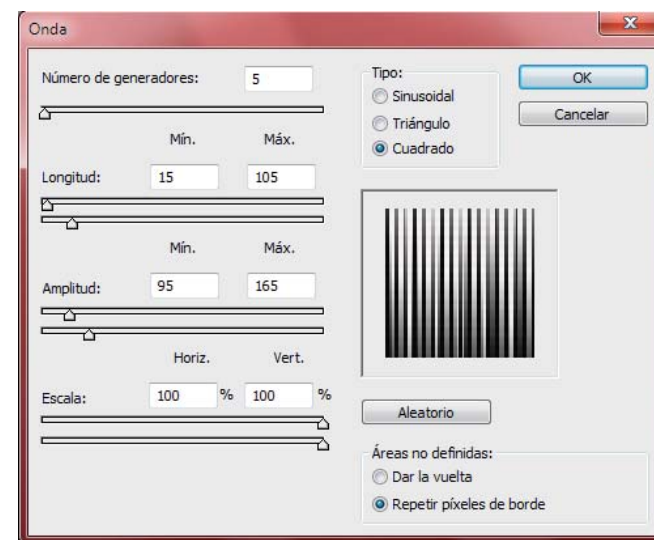 Onda
Número de generadores: 5
Mín. Máx.
Longitud: 15 105
Mín. Máx.
Amplitud: 95 165
Horiz. Vert.
Escala: 100 % 100 %
Tipo:
Sinusoidal
Triángulo
Cuadrado
OK
Cancelar
Aleatorio
Áreas no definidas:
Dar la vuelta
Repetir píxeles de borde